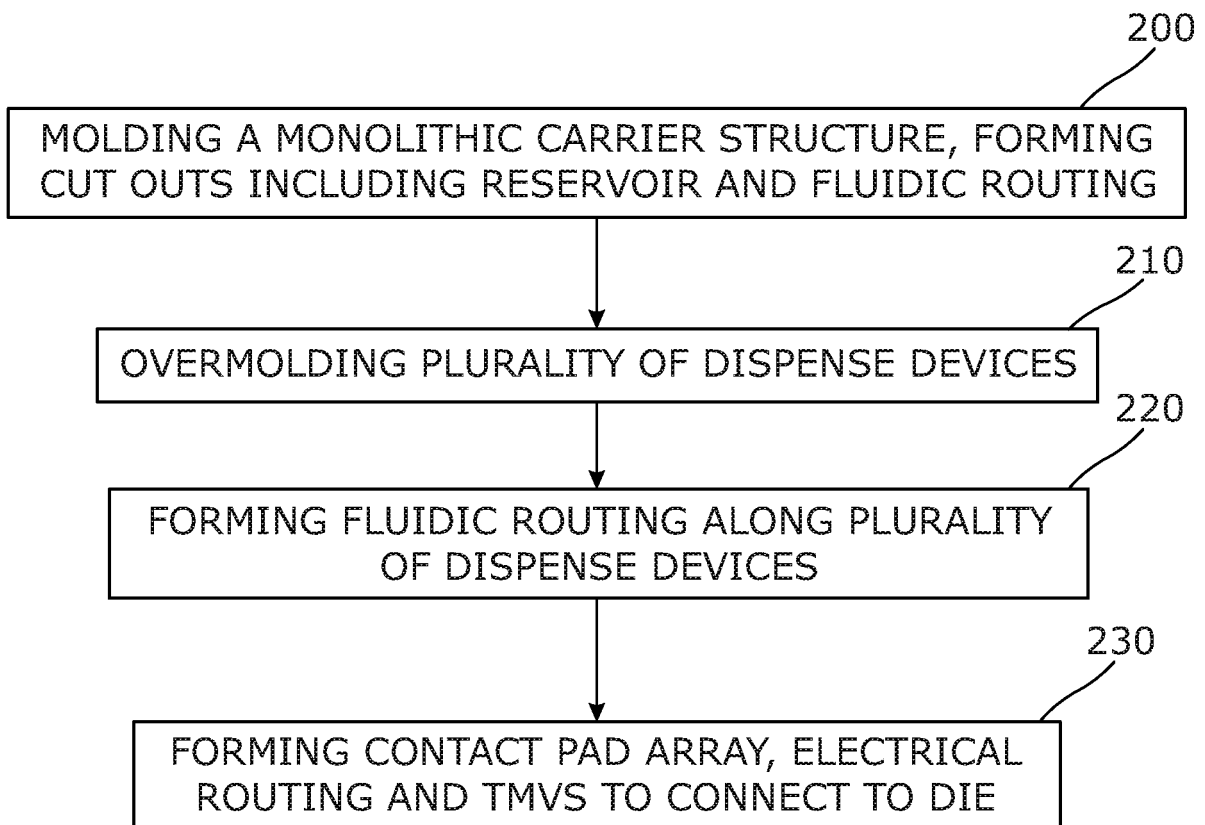 200
MOLDING A MONOLITHIC CARRIER STRUCTURE, FORMING
CUT OUTS INCLUDING RESERVOIR AND FLUIDIC ROUTING
210
OVERMOLDING PLURALITY OF DISPENSE DEVICES
220
FORMING FLUIDIC ROUTING ALONG PLURALITY
OF DISPENSE DEVICES
230
FORMING CONTACT PAD ARRAY, ELECTRICAL
ROUTING AND TMVS TO CONNECT TO DIE